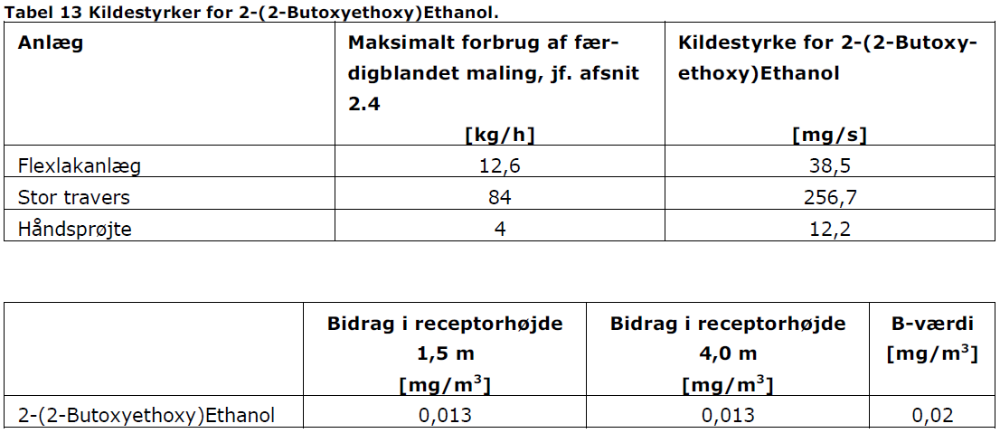 Tabel 13 Kildestyrker for 2-(2-Butoxyethoxy)Ethanol.
Anlæg Maksimalt forbrug af fær- Kildestyrke for 2-(2-Butoxy-
digblandet maling, jf. afsnit ethoxy)Ethanol
2.4
[kg/h] [mg/s]
Flexlakanlæg 12,6 38,5
Stor travers 84 256,7
Håndsprøjte 4 12,2
Bidrag i receptorhøjde Bidrag i receptorhøjde B-værdi
1,5 m 4,0 m [mg/m³]
[mg/m³] [mg/m³]
2-(2-Butoxyethoxy)Ethanol 0,013 0,013 0,02